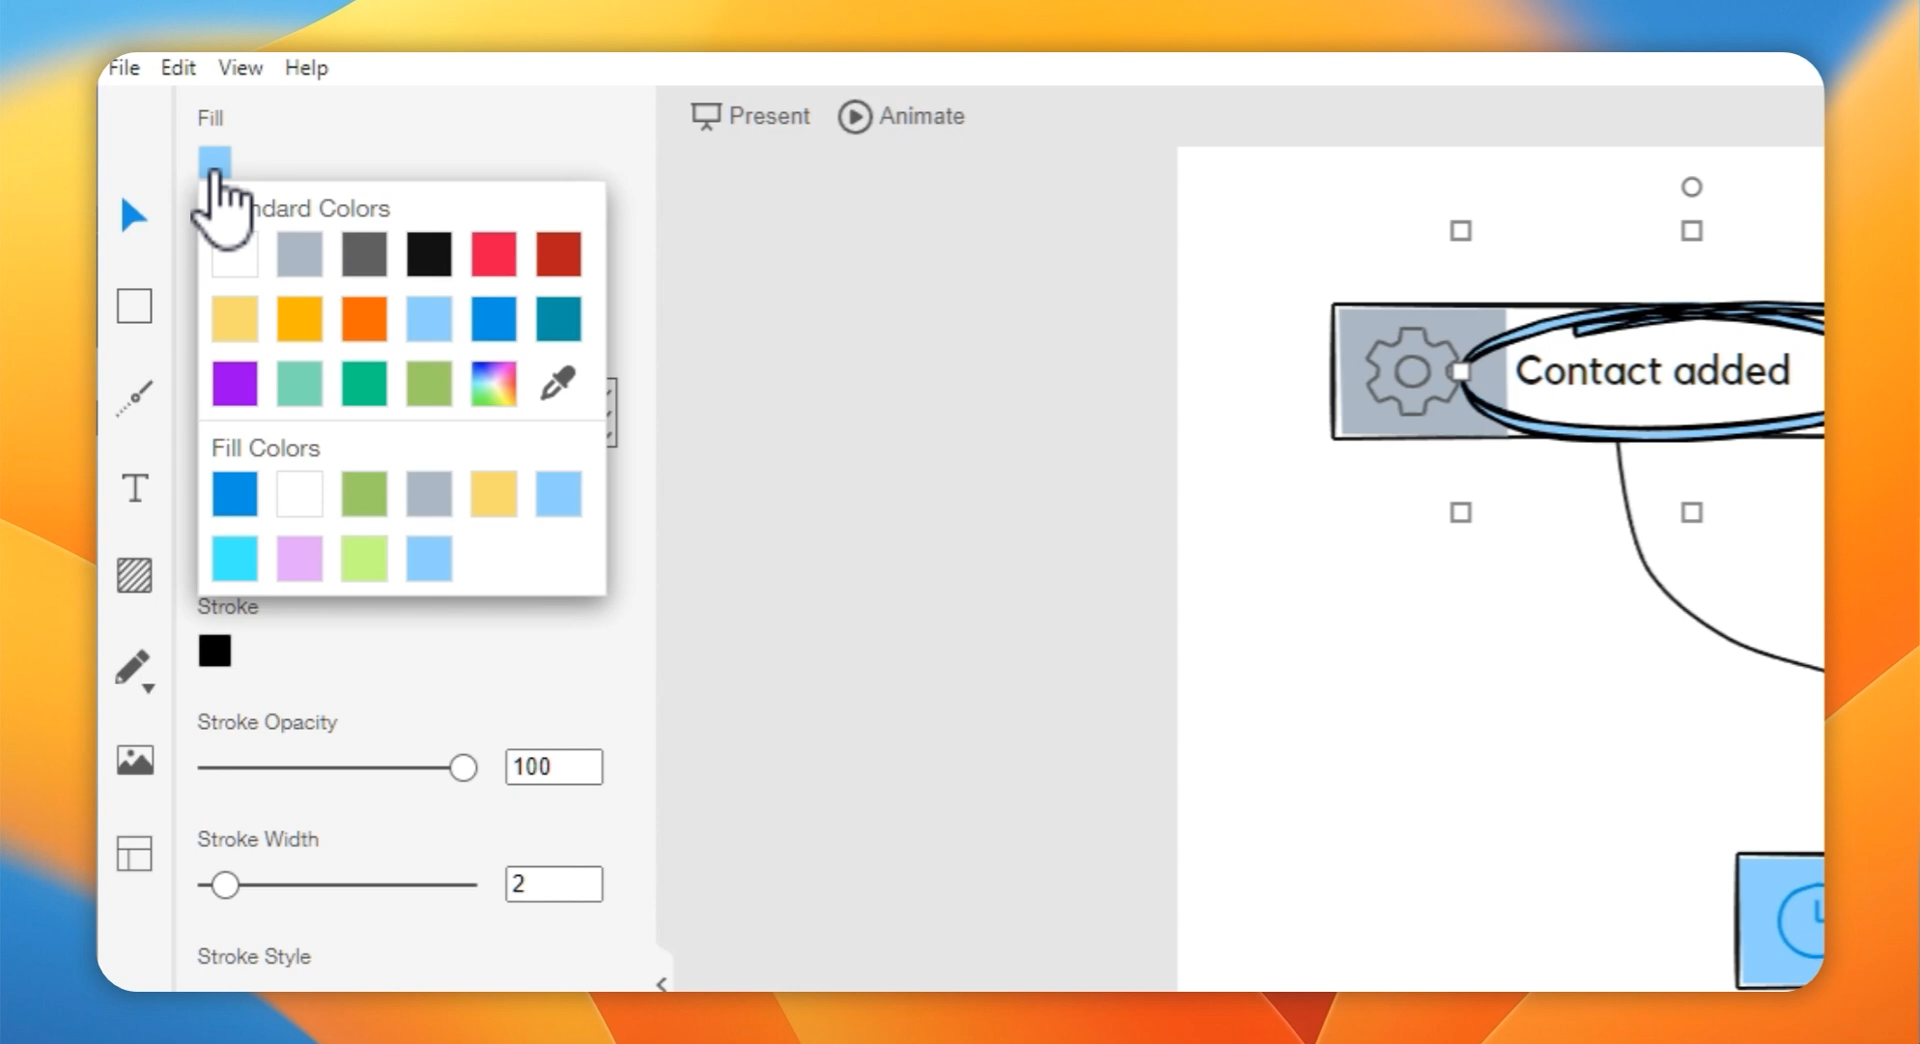 File Edit View Help
Fill
Present Animate
ndard Colors
Fill Colors
Stroke
Stroke Opacity
100
Stroke Width
2
Stroke Style
T
Contact added